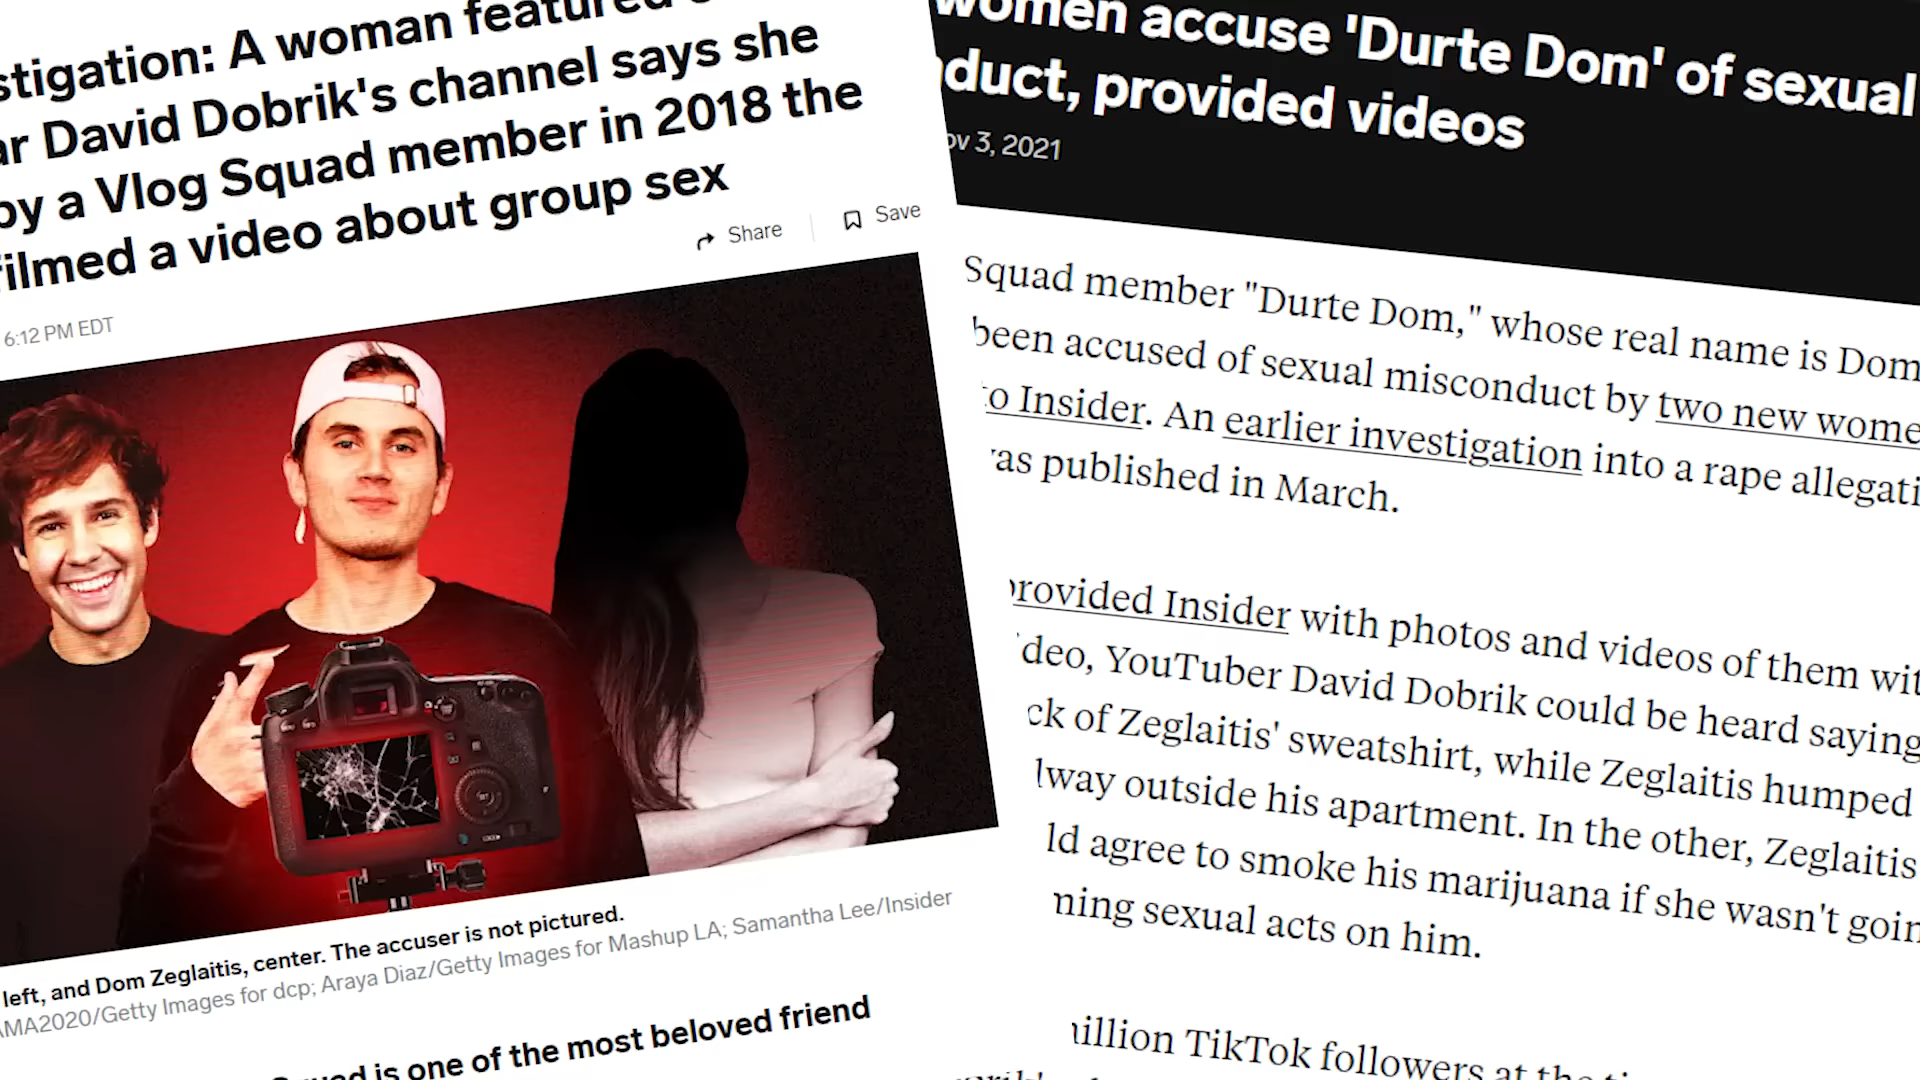 stigation: A woman featured
ar David Dobrik's channel says she
by a Vlog Squad member in 2018 the
filmed a video about group sex
Share
Save
6:12 PM EDT
left, and Dom Zeglaitis, center. The accuser is not pictured.
AMA2020/Getty Images for dcp; Araya Diaz/Getty Images for Mashup LA; Samantha Lee/Insider
is one of the most beloved friend
women accuse 'Durte Dom' of sexual
duct, provided videos
ov 3, 2021
Squad member "Durte Dom," whose real name is Dom
been accused of sexual misconduct by two new wome
to Insider. An earlier investigation into a rape allegati
was published in March.
provided Insider with photos and videos of them wit
ideo, YouTuber David Dobrik could be heard saying
ck of Zeglaitis' sweatshirt, while Zeglaitis humped
lway outside his apartment. In the other, Zeglaitis
ld agree to smoke his marijuana if she wasn't goin
ming sexual acts on him.
million TikTok followers at the